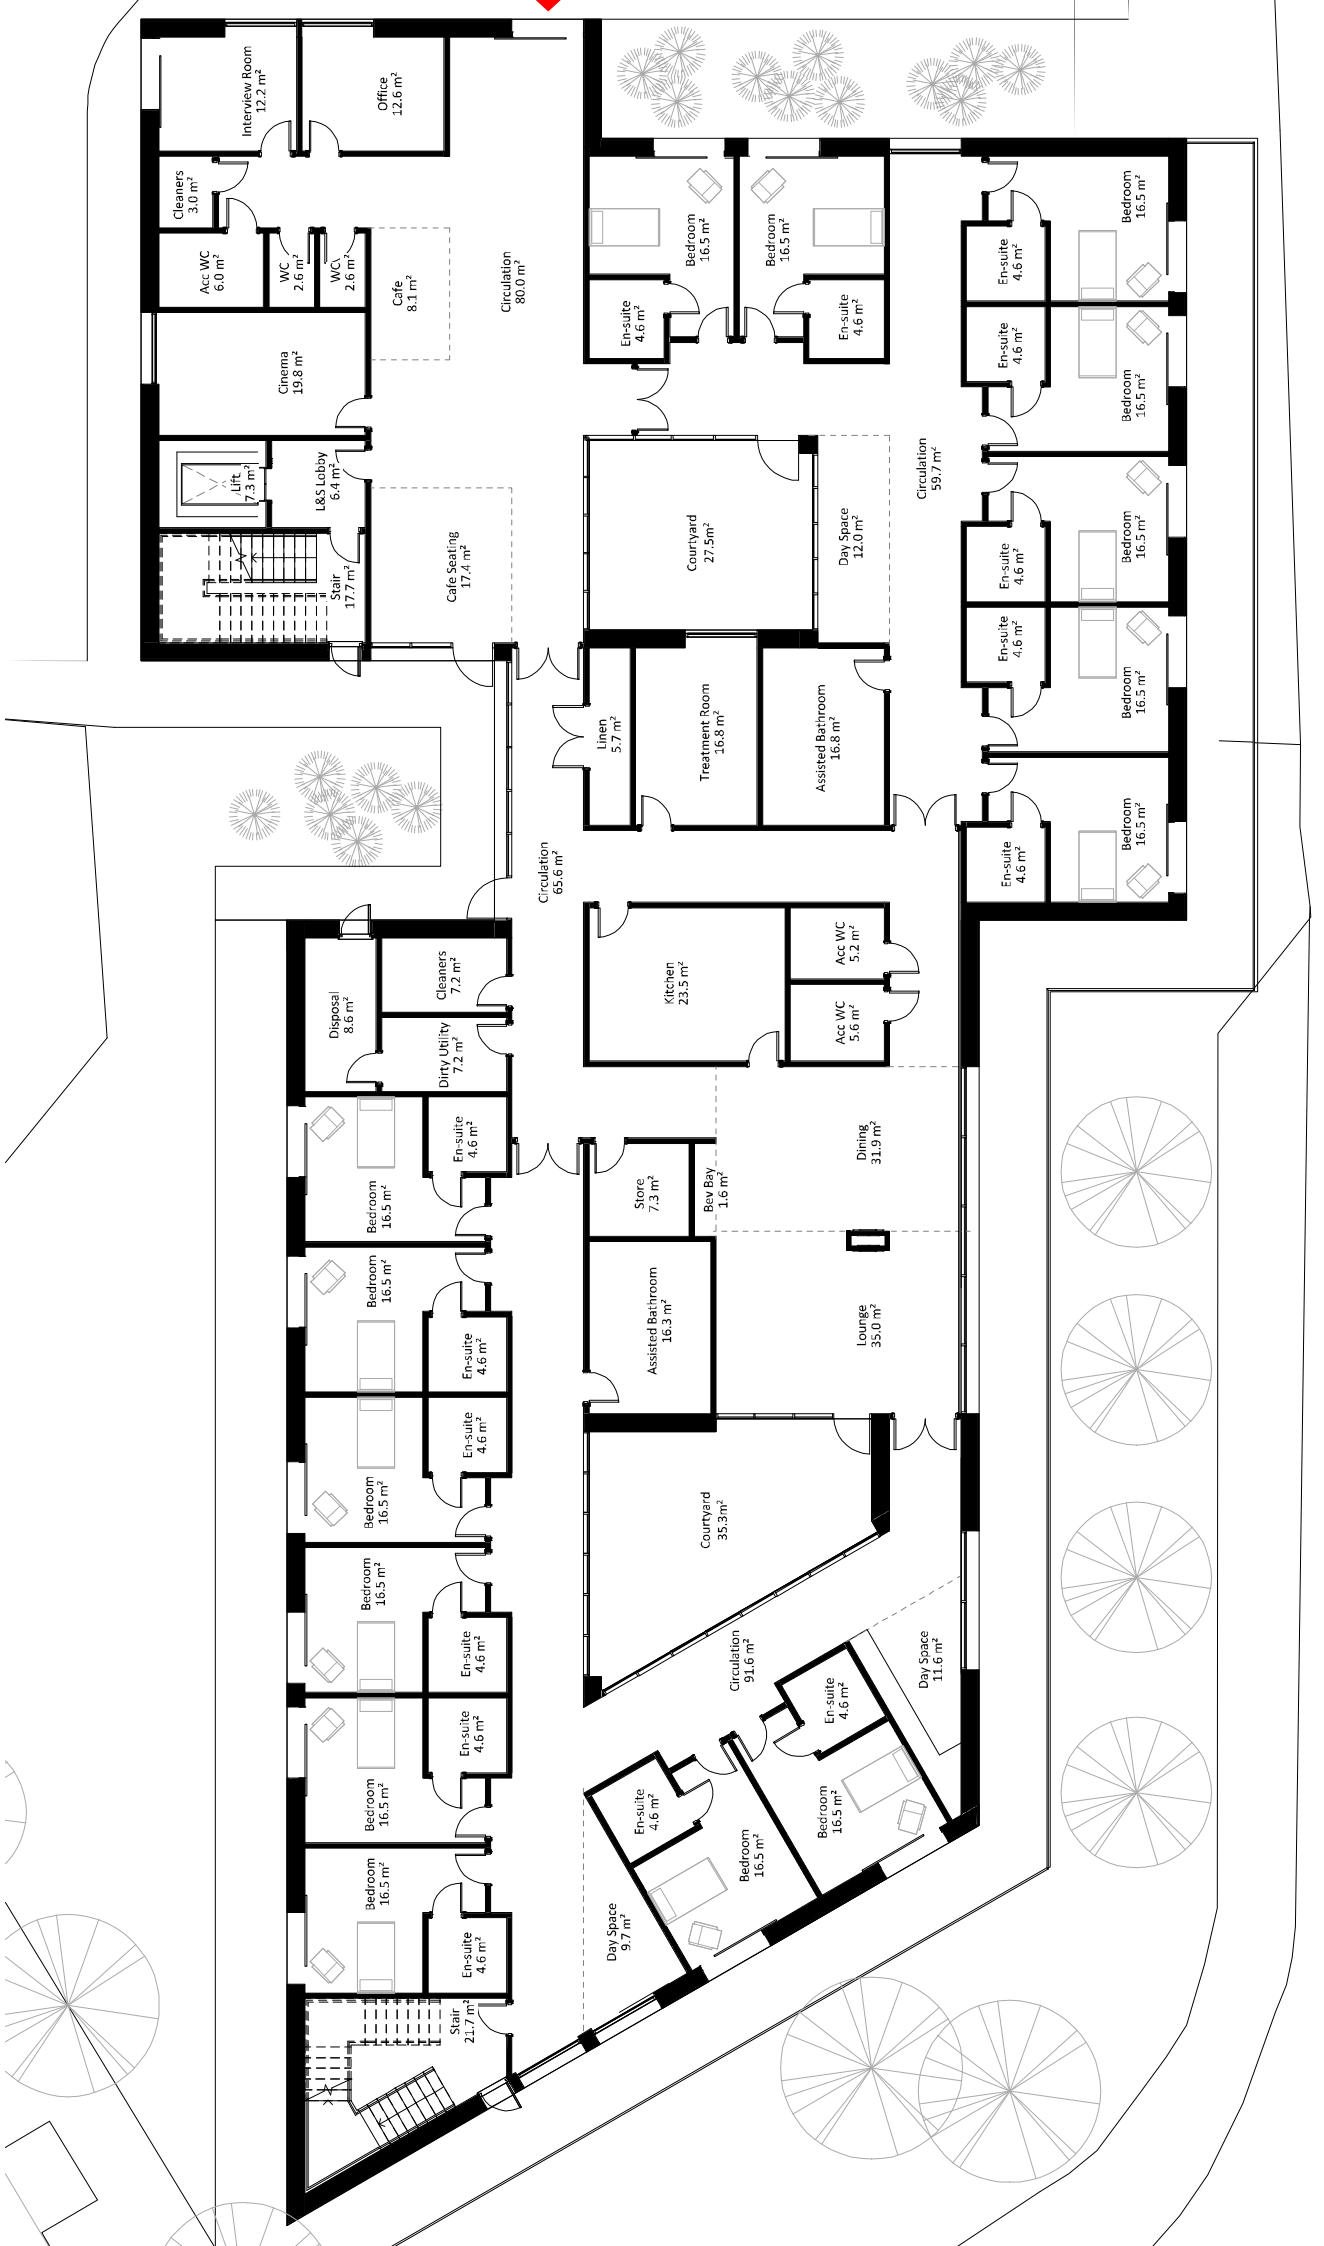 Interview Room
12.2 m²
Office
12.6 m²
Cleaners
3.0 m²
Acc WC
6.0 m²
WC
2.6 m²
WC
2.6 m²
Cafe
8.1 m²
Circulation
80.0 m²
Cinema
19.8 m²
Lift
7.3 m²
L&S Lobby
6.4 m²
Stair
17.7 m²
Cafe Seating
17.4 m²
Bedroom
16.5 m²
Bedroom
16.5 m²
En-suite
4.6 m²
En-suite
4.6 m²
Bedroom
16.5 m²
En-suite
4.6 m²
En-suite
4.6 m²
Bedroom
16.5 m²
Courtyard
27.5m²
Day Space
12.0 m²
Circulation
59.7 m²
Bedroom
16.5 m²
En-suite
4.6 m²
En-suite
4.6 m²
Bedroom
16.5 m²
Linen
5.7 m²
Treatment Room
16.8 m²
Assisted Bathroom
16.8 m²
Bedroom
16.5 m²
En-suite
4.6 m²
Circulation
65.6 m²
Disposal
8.6 m²
Cleaners
7.2 m²
Dirty Utility
7.2 m²
Kitchen
23.5 m²
Acc WC
5.2 m²
Acc WC
5.6 m²
En-suite
4.6 m²
Bedroom
16.5 m²
Store
7.3 m²
Bev Bay
1.6 m²
Dining
31.9 m²
Bedroom
16.5 m²
En-suite
4.6 m²
Assisted Bathroom
16.3 m²
Lounge
35.0 m²
En-suite
4.6 m²
Bedroom
16.5 m²
Courtyard
35.3m²
Bedroom
16.5 m²
En-suite
4.6 m²
Circulation
91.6 m²
Day Space
11.6 m²
En-suite
4.6 m²
En-suite
4.6 m²
Bedroom
16.5 m²
En-suite
4.6 m²
Bedroom
16.5 m²
Bedroom
16.5 m²
Bedroom
16.5 m²
En-suite
4.6 m²
Day Space
9.7 m²
Stair
21.7 m²